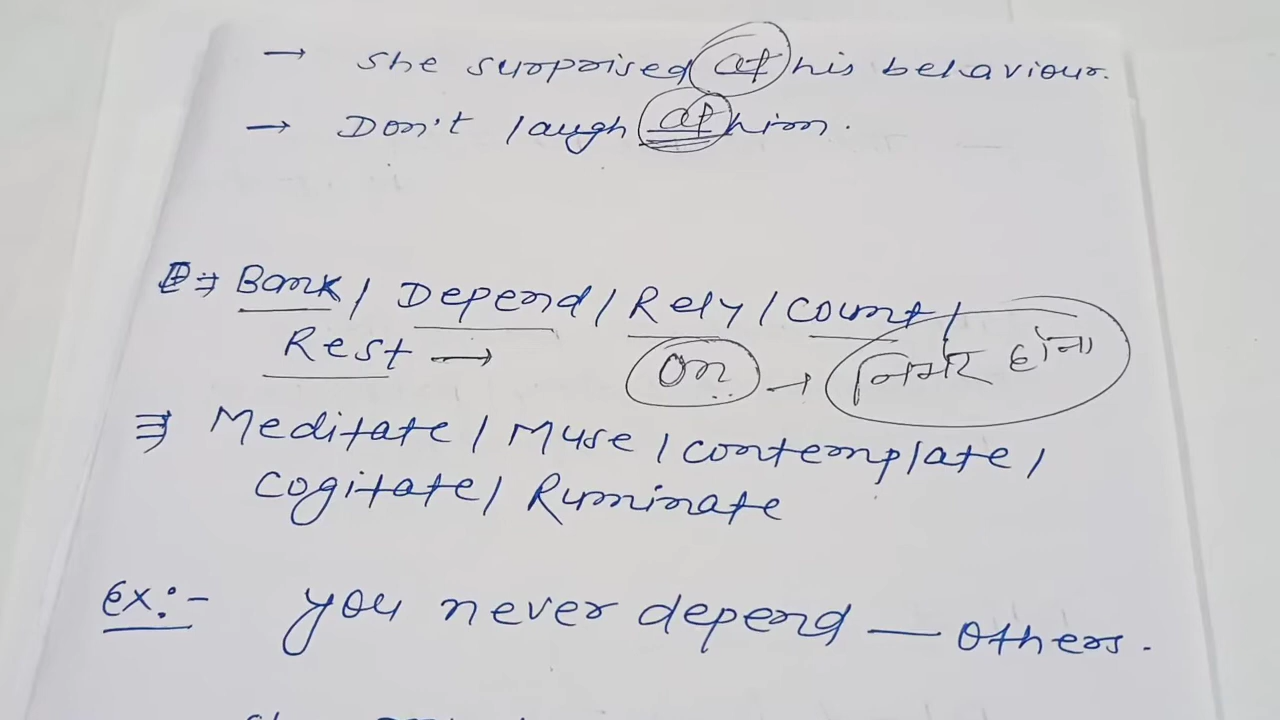 → She surprised at his behaviour.
→ Don't laugh at him.
⇒ Bank / Depend / Rely / Count /
Rest → on → निर्भर होना
⇒ Meditate / Muse / Contemplate /
Cogitate / Ruminate
Ex:- You never depend — others.